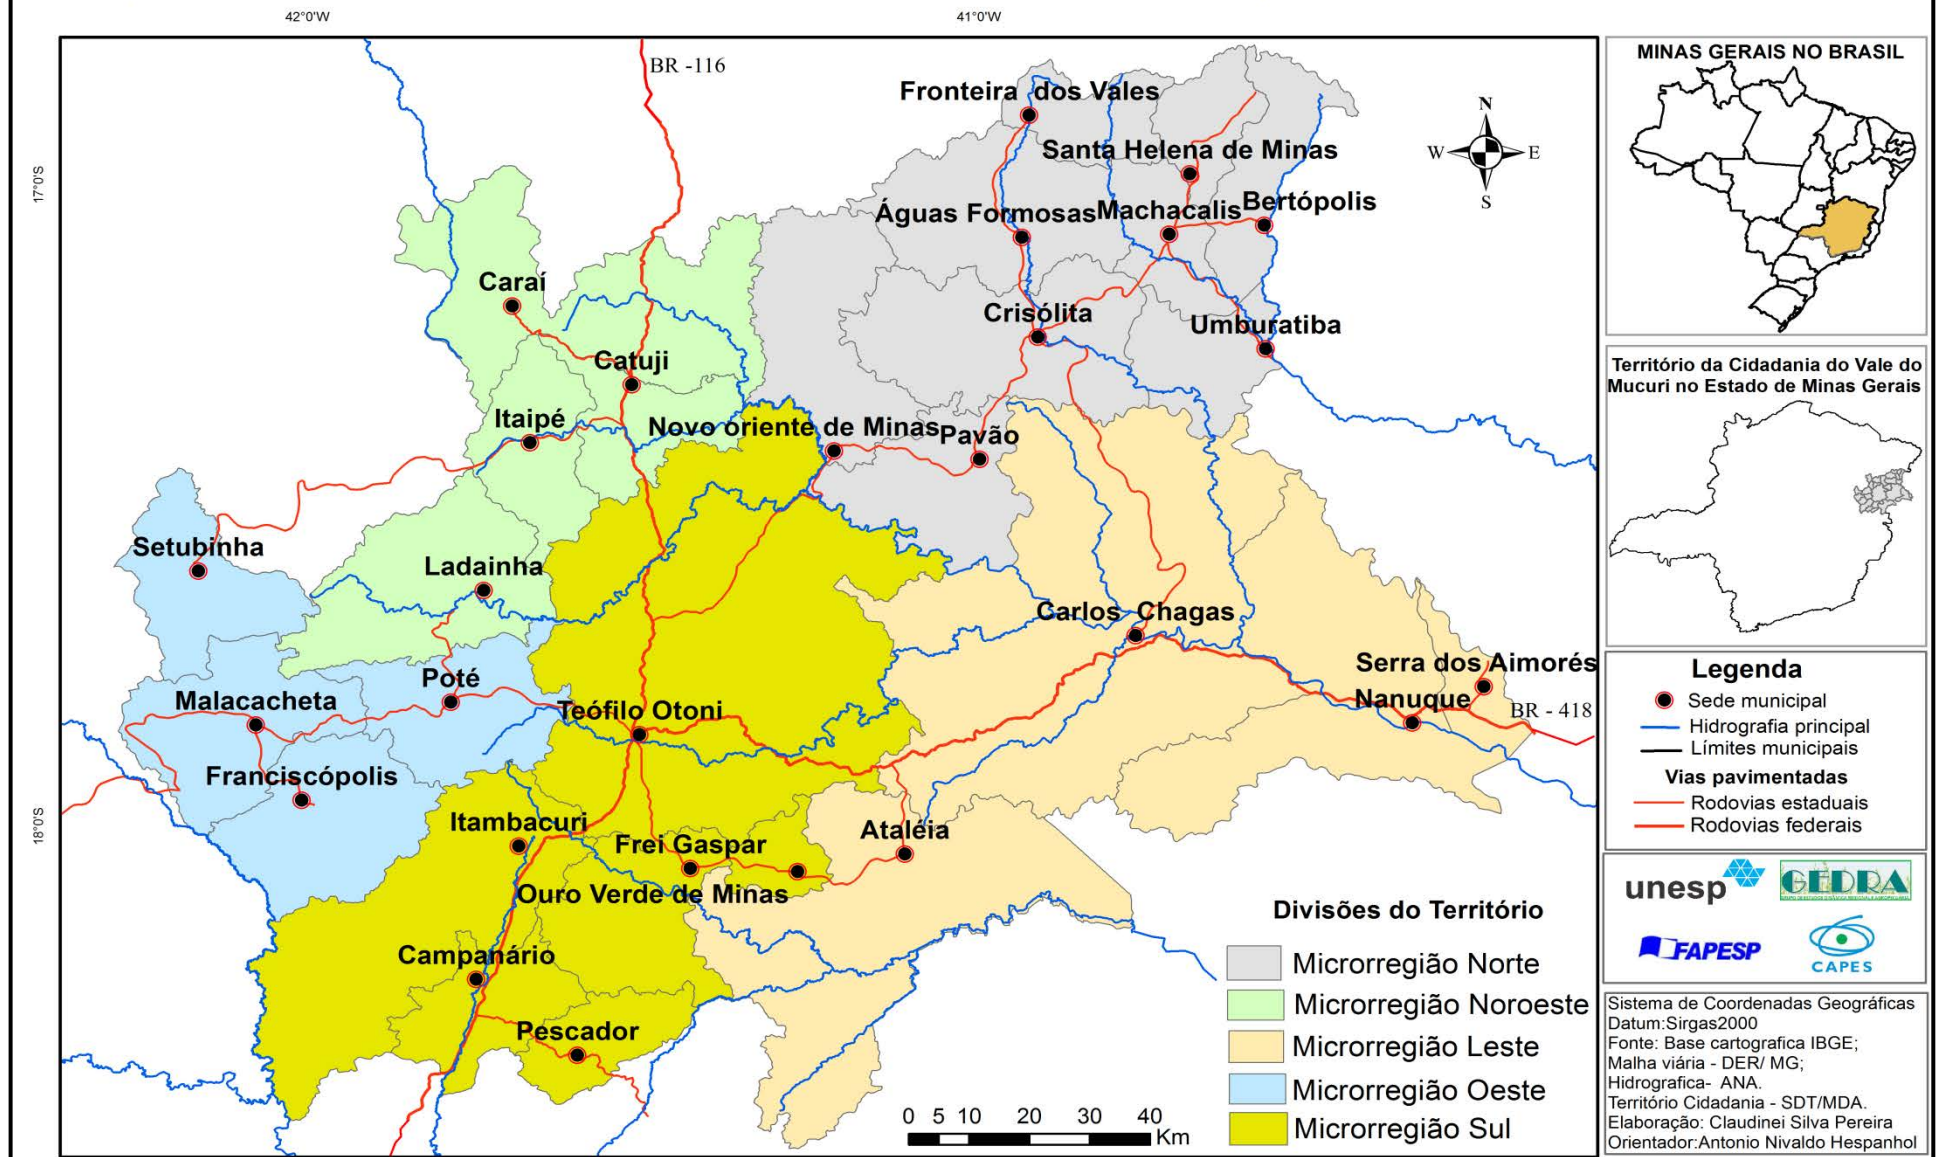 42°0'0"W
41°0'0"W
17°0'0"S
18°0'0"S
BR -116
Fronteira dos Vales
Santa Helena de Minas
Águas Formosas
Machacalis
Bertópolis
Caraí
Crisólita
Umburatiba
Catuji
Itaipé
Novo oriente de Minas
Pavão
Setubinha
Ladainha
Carlos Chagas
Serra dos Aimorés
Nanuque
BR - 418
Poté
Malacacheta
Teófilo Otoni
Franciscópolis
Itambacuri
Frei Gaspar
Ataléia
Ouro Verde de Minas
Campanário
Pescador
N
W
E
S
Divisões do Território
Microrregião Norte
Microrregião Noroeste
Microrregião Leste
Microrregião Oeste
Microrregião Sul
0 5 10 20 30 40
Km
MINAS GERAIS NO BRASIL
Território da Cidadania do Vale do
Mucuri no Estado de Minas Gerais
Legenda
Sede municipal
Hidrografia principal
Límites municipais
Vias pavimentadas
Rodovias estaduais
Rodovias federais
unesp
GEDRA
FAPESP
CAPES
Sistema de Coordenadas Geográficas
Datum:Sirgas2000
Fonte: Base cartografica IBGE;
Malha viária - DER/ MG;
Hidrografica- ANA.
Território Cidadania - SDT/MDA.
Elaboração: Claudinei Silva Pereira
Orientador:Antonio Nivaldo Hespanhol